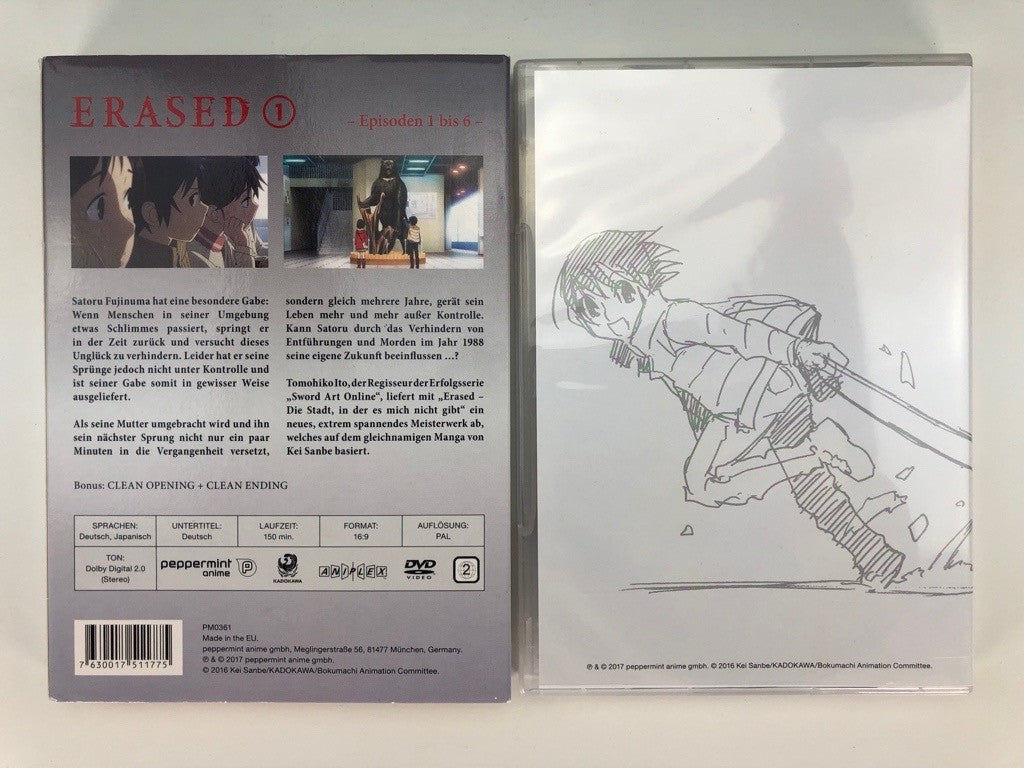 ERASED 1
– Episoden 1 bis 6 –
Satoru Fujinuma hat eine besondere Gabe:
Wenn Menschen in seiner Umgebung
etwas Schlimmes passiert, springt er
in der Zeit zurück und versucht dieses
Unglück zu verhindern. Leider hat er seine
Sprünge jedoch nicht unter Kontrolle und
ist seiner Gabe somit in gewisser Weise
ausgeliefert.
Als seine Mutter umgebracht wird und ihn
sein nächster Sprung nicht nur ein paar
Minuten in die Vergangenheit versetzt,
sondern gleich mehrere Jahre, gerät sein
Leben mehr und mehr außer Kontrolle.
Kann Satoru durch das Verhindern von
Entführungen und Morden im Jahr 1988
seine eigene Zukunft beeinflussen ...?
Tomohiko Ito, der Regisseur der Erfolgsserie
„Sword Art Online“, liefert mit „Erased –
Die Stadt, in der es mich nicht gibt“ ein
neues, extrem spannendes Meisterwerk ab,
welches auf dem gleichnamigen Manga von
Kei Sanbe basiert.
Bonus: CLEAN OPENING + CLEAN ENDING
SPRACHEN:
Deutsch, Japanisch
UNTERTITEL:
Deutsch
LAUFZEIT:
150 min.
FORMAT:
16:9
AUFLÖSUNG:
PAL
TON:
Dolby Digital 2.0
(Stereo)
peppermint
anime
KADOKAWA
ANIPLEX
DVD
VIDEO
2
7 630017 511775
PM0361
Made in the EU.
peppermint anime gmbh, Meglingerstraße 56, 81477 München, Germany.
℗ & © 2017 peppermint anime gmbh.
© 2016 Kei Sanbe/KADOKAWA/Bokumachi Animation Committee.
℗ & © 2017 peppermint anime gmbh. © 2016 Kei Sanbe/KADOKAWA/Bokumachi Animation Committee.